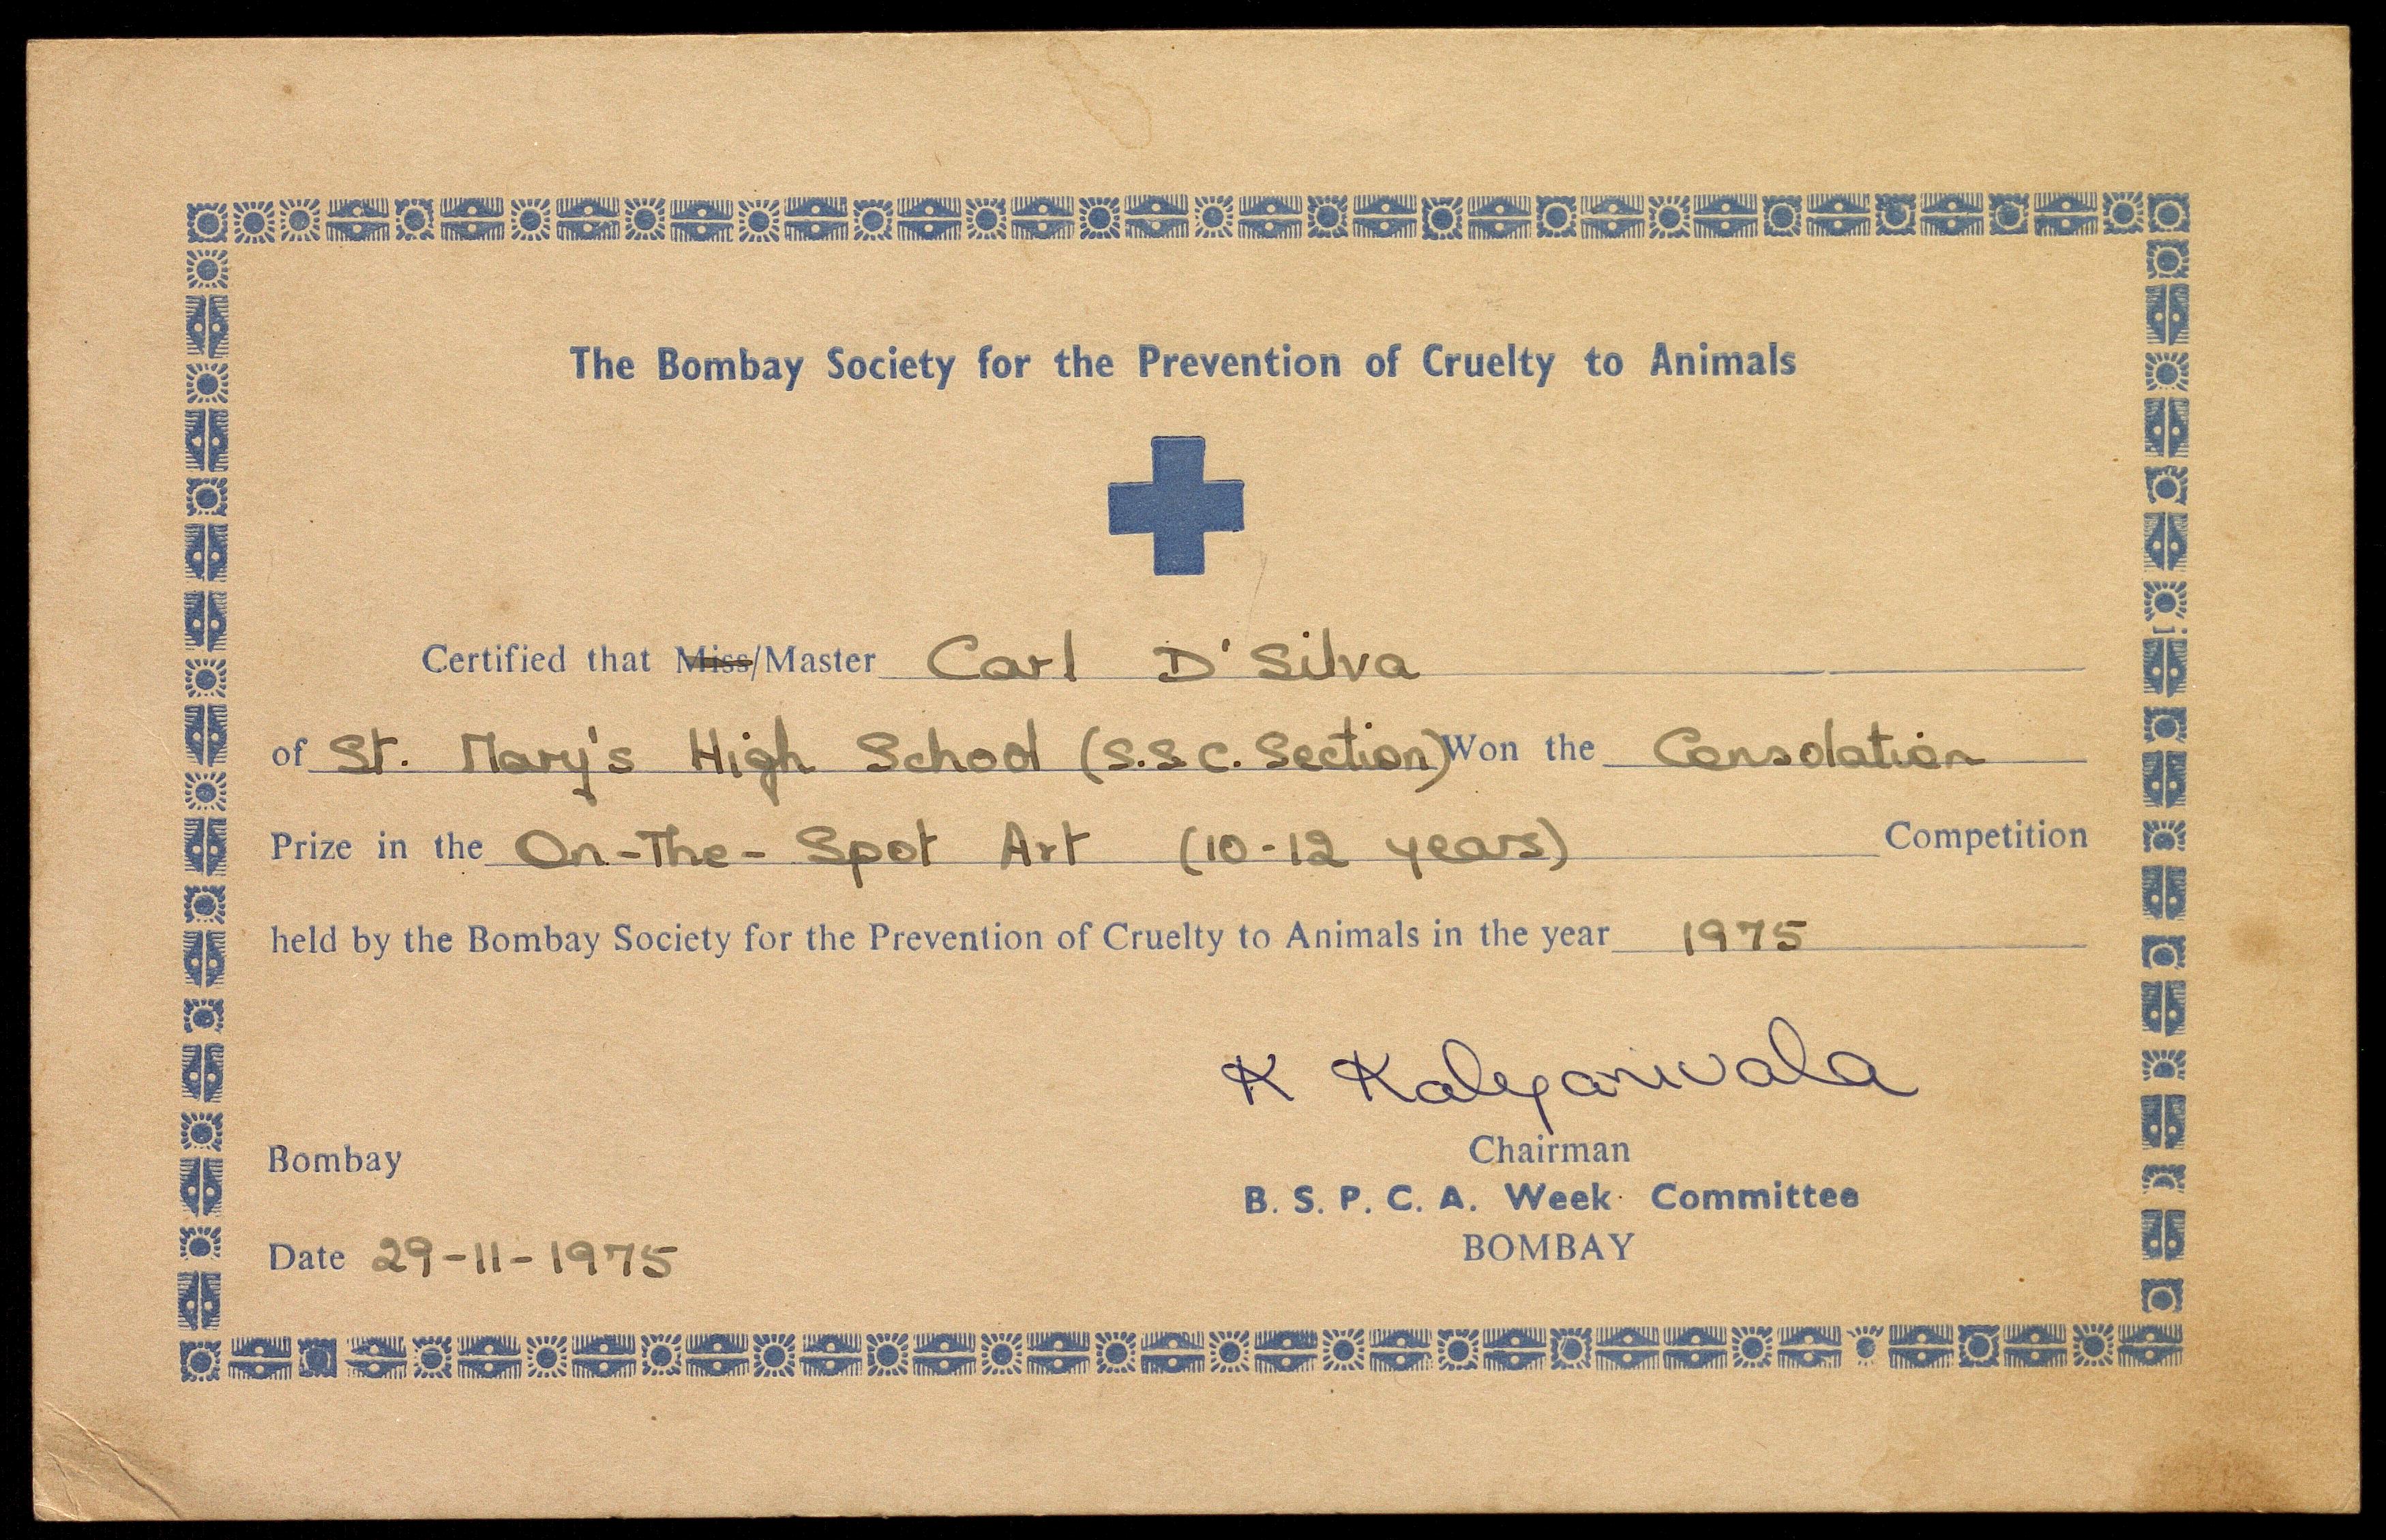 The Bombay Society for the Prevention of Cruelty to Animals
Certified that Miss/Master Carl D'Silva
of St. Mary's High School (S.S.C. Section) Won the Consolation
Prize in the On-The-Spot Art (10-12 years) Competition
held by the Bombay Society for the Prevention of Cruelty to Animals in the year 1975
K Kalyanivala
Chairman
Bombay
B. S. P. C. A. Week Committee
BOMBAY
Date 29-11-1975